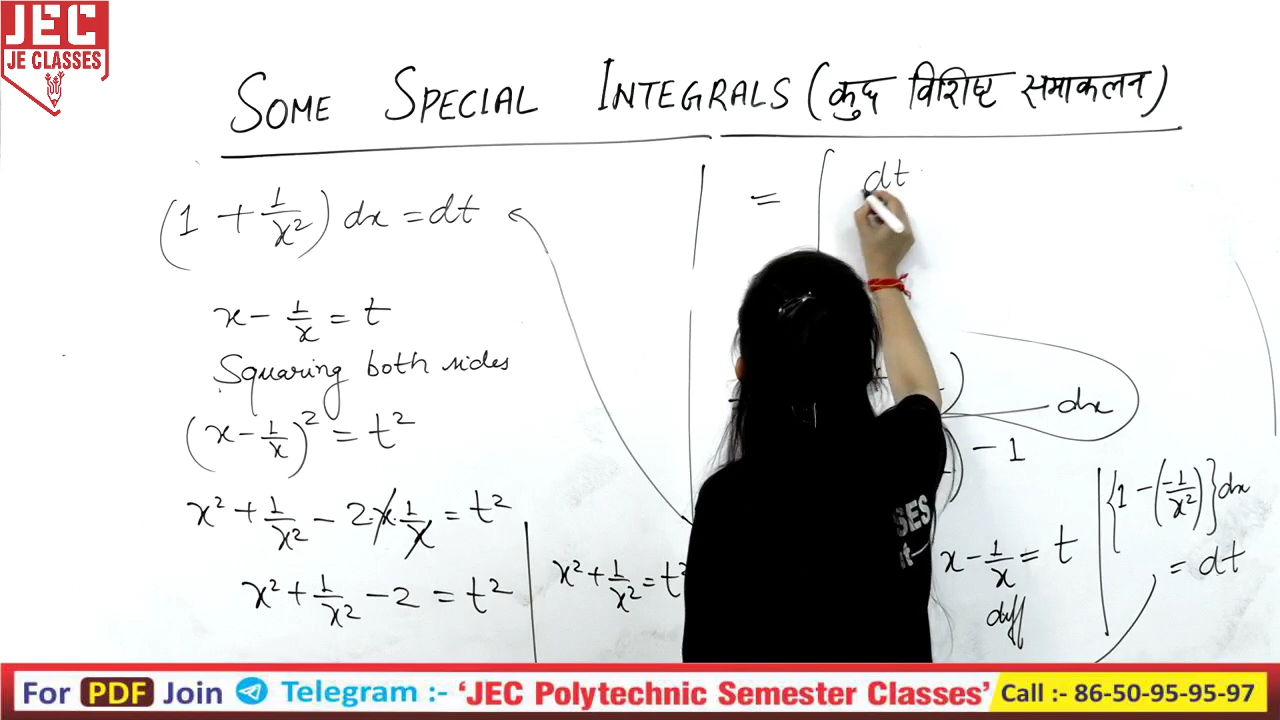 JEC
JE CLASSES
SOME SPECIAL INTEGRALS (कुछ विशिष्ट समाकलन)
(1 + 1/x²) dx = dt
x - 1/x = t
Squaring both sides
(x - 1/x)² = t²
x² + 1/x² - 2·x·1/x = t²
x² + 1/x² - 2 = t²
x² + 1/x² = t²
= ∫ dt
dx
- 1
x - 1/x = t
diff
{1 - (-1/x²)} dx
= dt
SES
For PDF Join Telegram :- 'JEC Polytechnic Semester Classes' Call :- 86-50-95-95-97